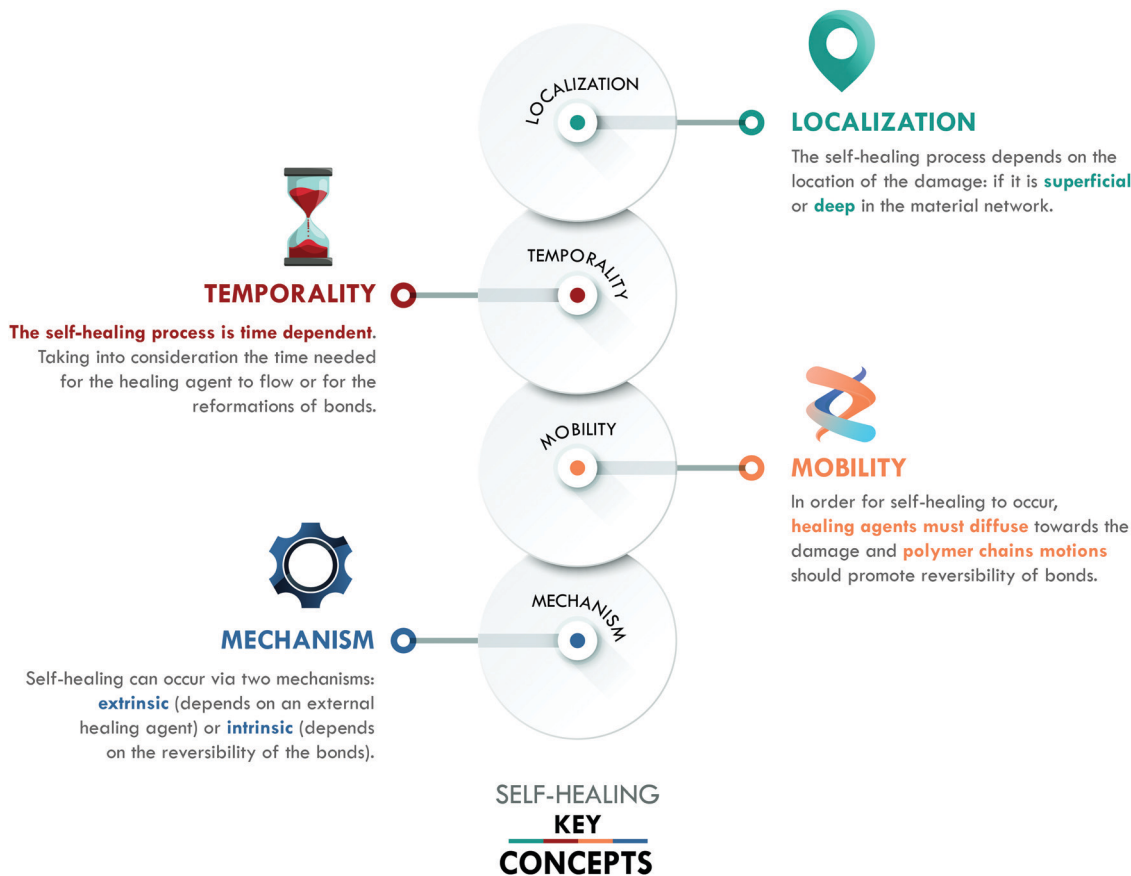 LOCALIZATION
LOCALIZATION
The self-healing process depends on the
location of the damage: if it is superficial
or deep in the material network.
TEMPORALITY
TEMPORALITY
The self-healing process is time dependent.
Taking into consideration the time needed
for the healing agent to flow or for the
reformations of bonds.
MOBILITY
MOBILITY
In order for self-healing to occur,
healing agents must diffuse towards the
damage and polymer chains motions
should promote reversibility of bonds.
MECHANISM
MECHANISM
Self-healing can occur via two mechanisms:
extrinsic (depends on an external
healing agent) or intrinsic (depends
on the reversibility of the bonds).
SELF-HEALING
KEY
CONCEPTS